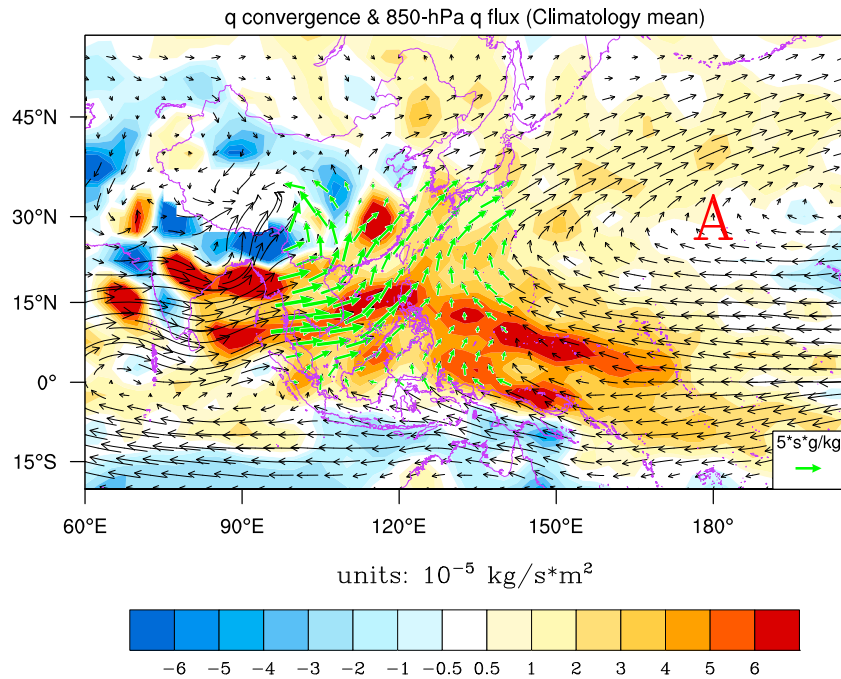 q convergence & 850-hPa q flux (Climatology mean)
45°N
30°N
15°N
0°
15°S
A
5*s*g/kg
60°E 90°E 120°E 150°E 180°
units: 10⁻⁵ kg/s*m²
-6 -5 -4 -3 -2 -1 -0.5 0.5 1 2 3 4 5 6